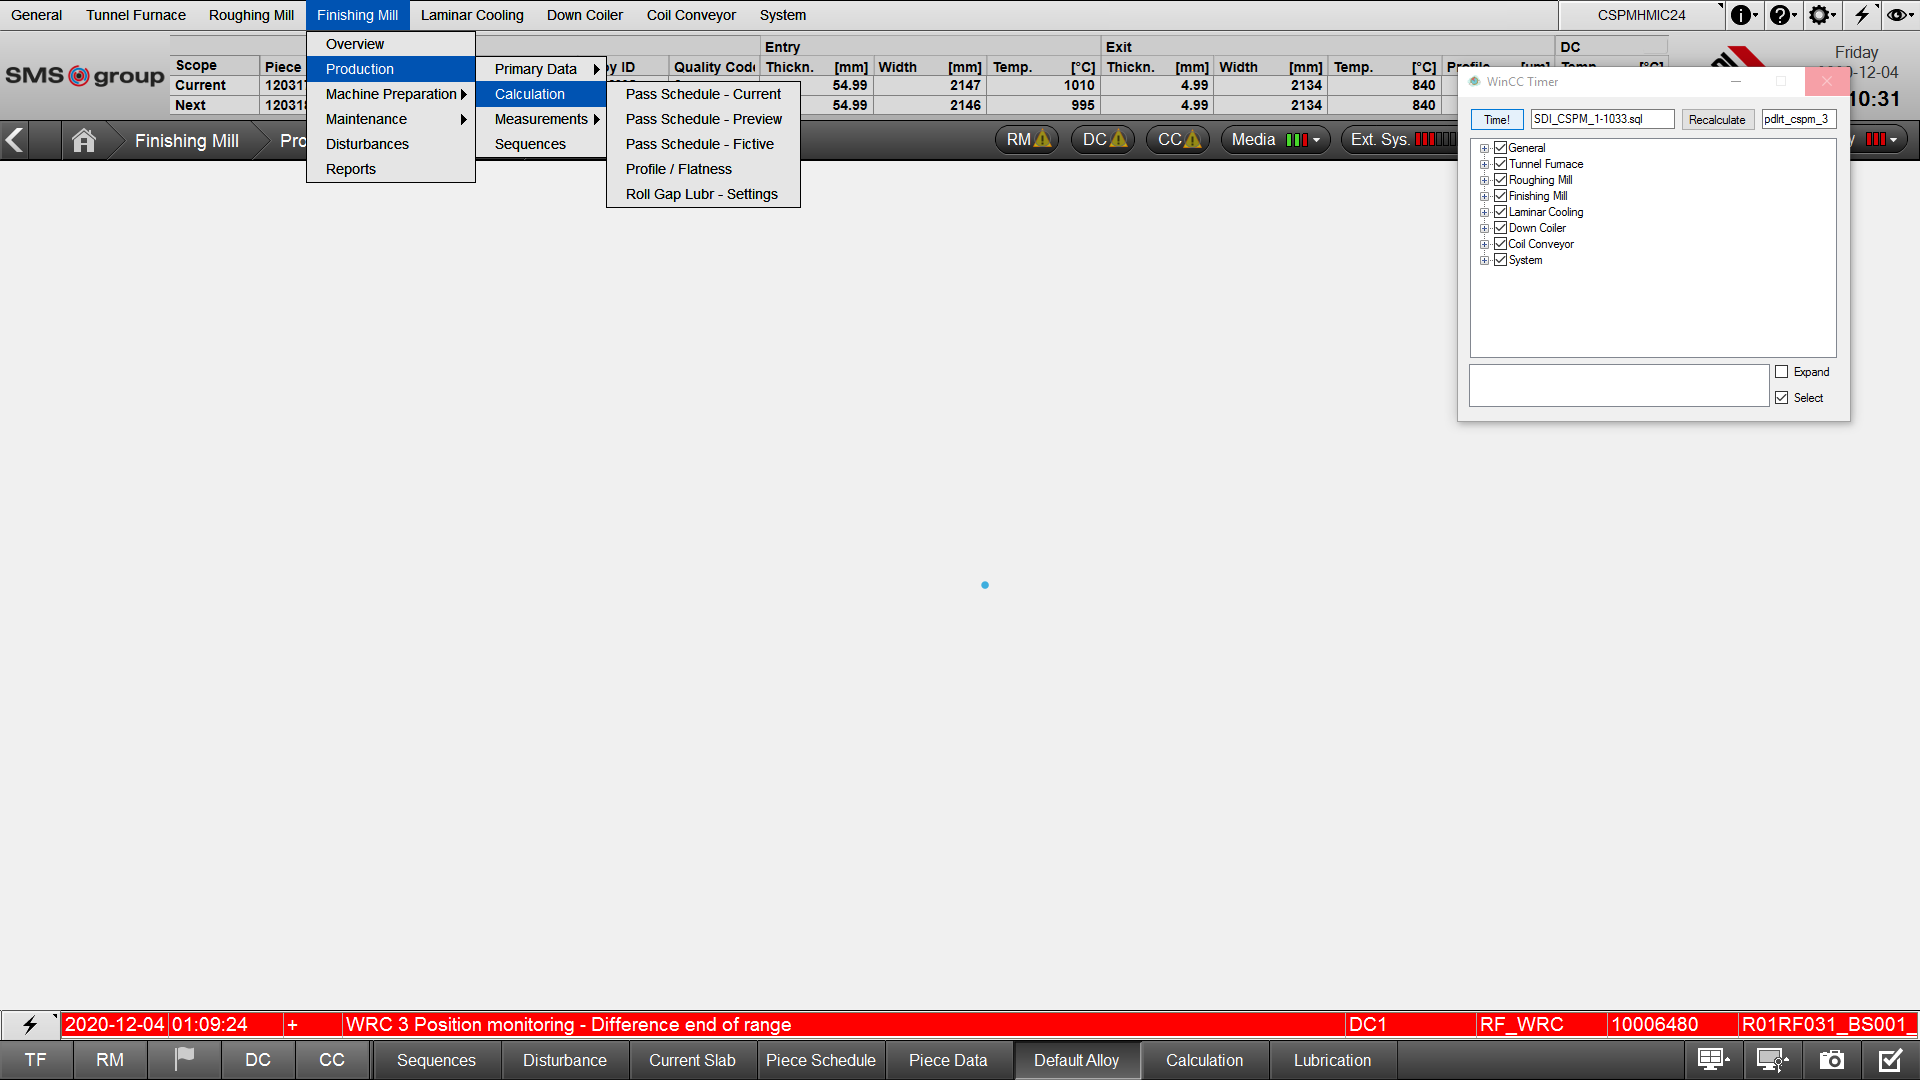 General Tunnel Furnace Roughing Mill Finishing Mill Laminar Cooling Down Coiler Coil Conveyor System CSPMHMIC24
SMS group
Scope Piece
Current 120317
Next 120318
Overview
Production
Machine Preparation
Maintenance
Disturbances
Reports
Primary Data
Calculation
Measurements
Sequences
Pass Schedule - Current
Pass Schedule - Preview
Pass Schedule - Fictive
Profile / Flatness
Roll Gap Lubr - Settings
Entry Exit DC
y ID Quality Code Thickn. [mm] Width [mm] Temp. [°C] Thickn. [mm] Width [mm] Temp. [°C]
54.99 2147 1010 4.99 2134 840
54.99 2146 995 4.99 2134 840
Friday
-12-04
10:31
Finishing Mill Pro
RM DC CC Media Ext. Sys.
WinCC Timer
Time! SDI_CSPM_1-1033.sql Recalculate pdlrt_cspm_3
General
Tunnel Furnace
Roughing Mill
Finishing Mill
Laminar Cooling
Down Coiler
Coil Conveyor
System
Expand
Select
2020-12-04 01:09:24 + WRC 3 Position monitoring - Difference end of range DC1 RF_WRC 10006480 R01RF031_BS001_
TF RM DC CC Sequences Disturbance Current Slab Piece Schedule Piece Data Default Alloy Calculation Lubrication